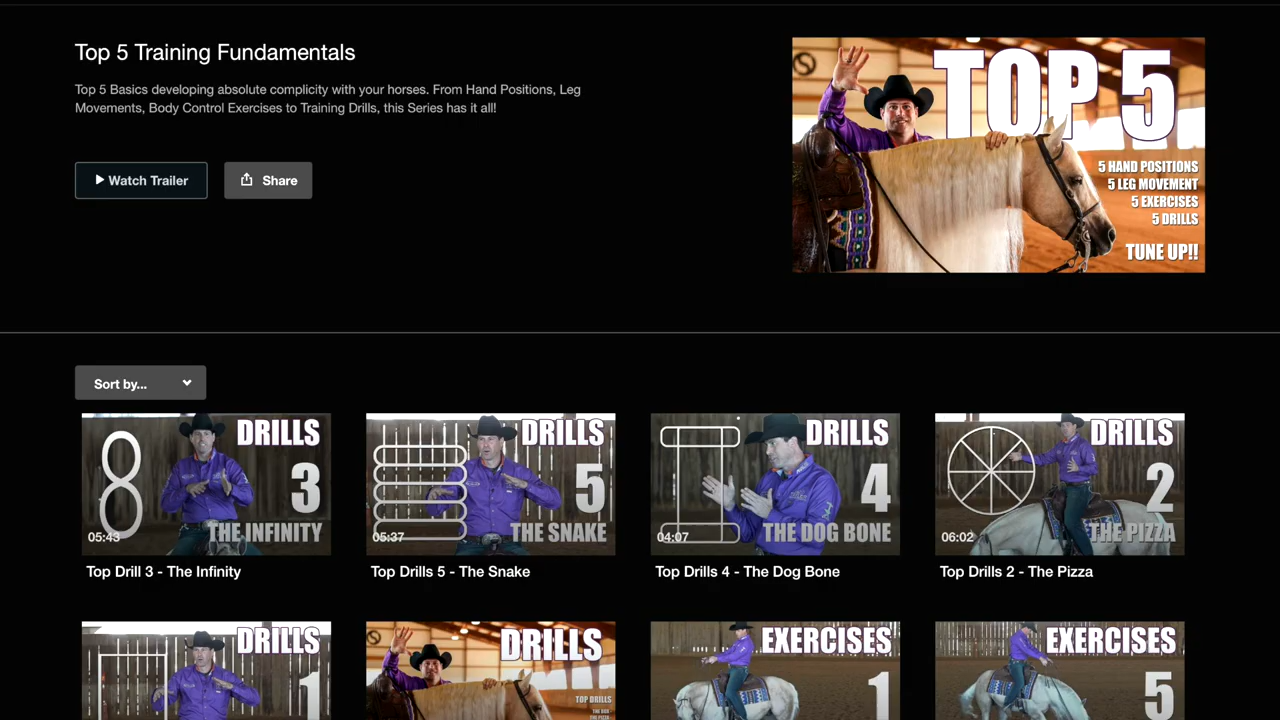 Top 5 Training Fundamentals
Top 5 Basics developing absolute complicity with your horses. From Hand Positions, Leg
Movements, Body Control Exercises to Training Drills, this Series has it all!
Watch Trailer
Share
TOP 5
5 HAND POSITIONS
5 LEG MOVEMENT
5 EXERCISES
5 DRILLS
TUNE UP!!
Sort by...
DRILLS
3
THE INFINITY
05:43
Top Drill 3 - The Infinity
DRILLS
5
THE SNAKE
05:37
Top Drills 5 - The Snake
DRILLS
4
THE DOG BONE
04:07
Top Drills 4 - The Dog Bone
DRILLS
2
THE PIZZA
06:02
Top Drills 2 - The Pizza
DRILLS
1
DRILLS
TOP DRILLS
EXERCISES
1
EXERCISES
5